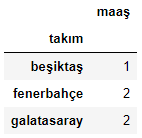 maaş
takım
beşiktaş 1
fenerbahçe 2
galatasaray 2